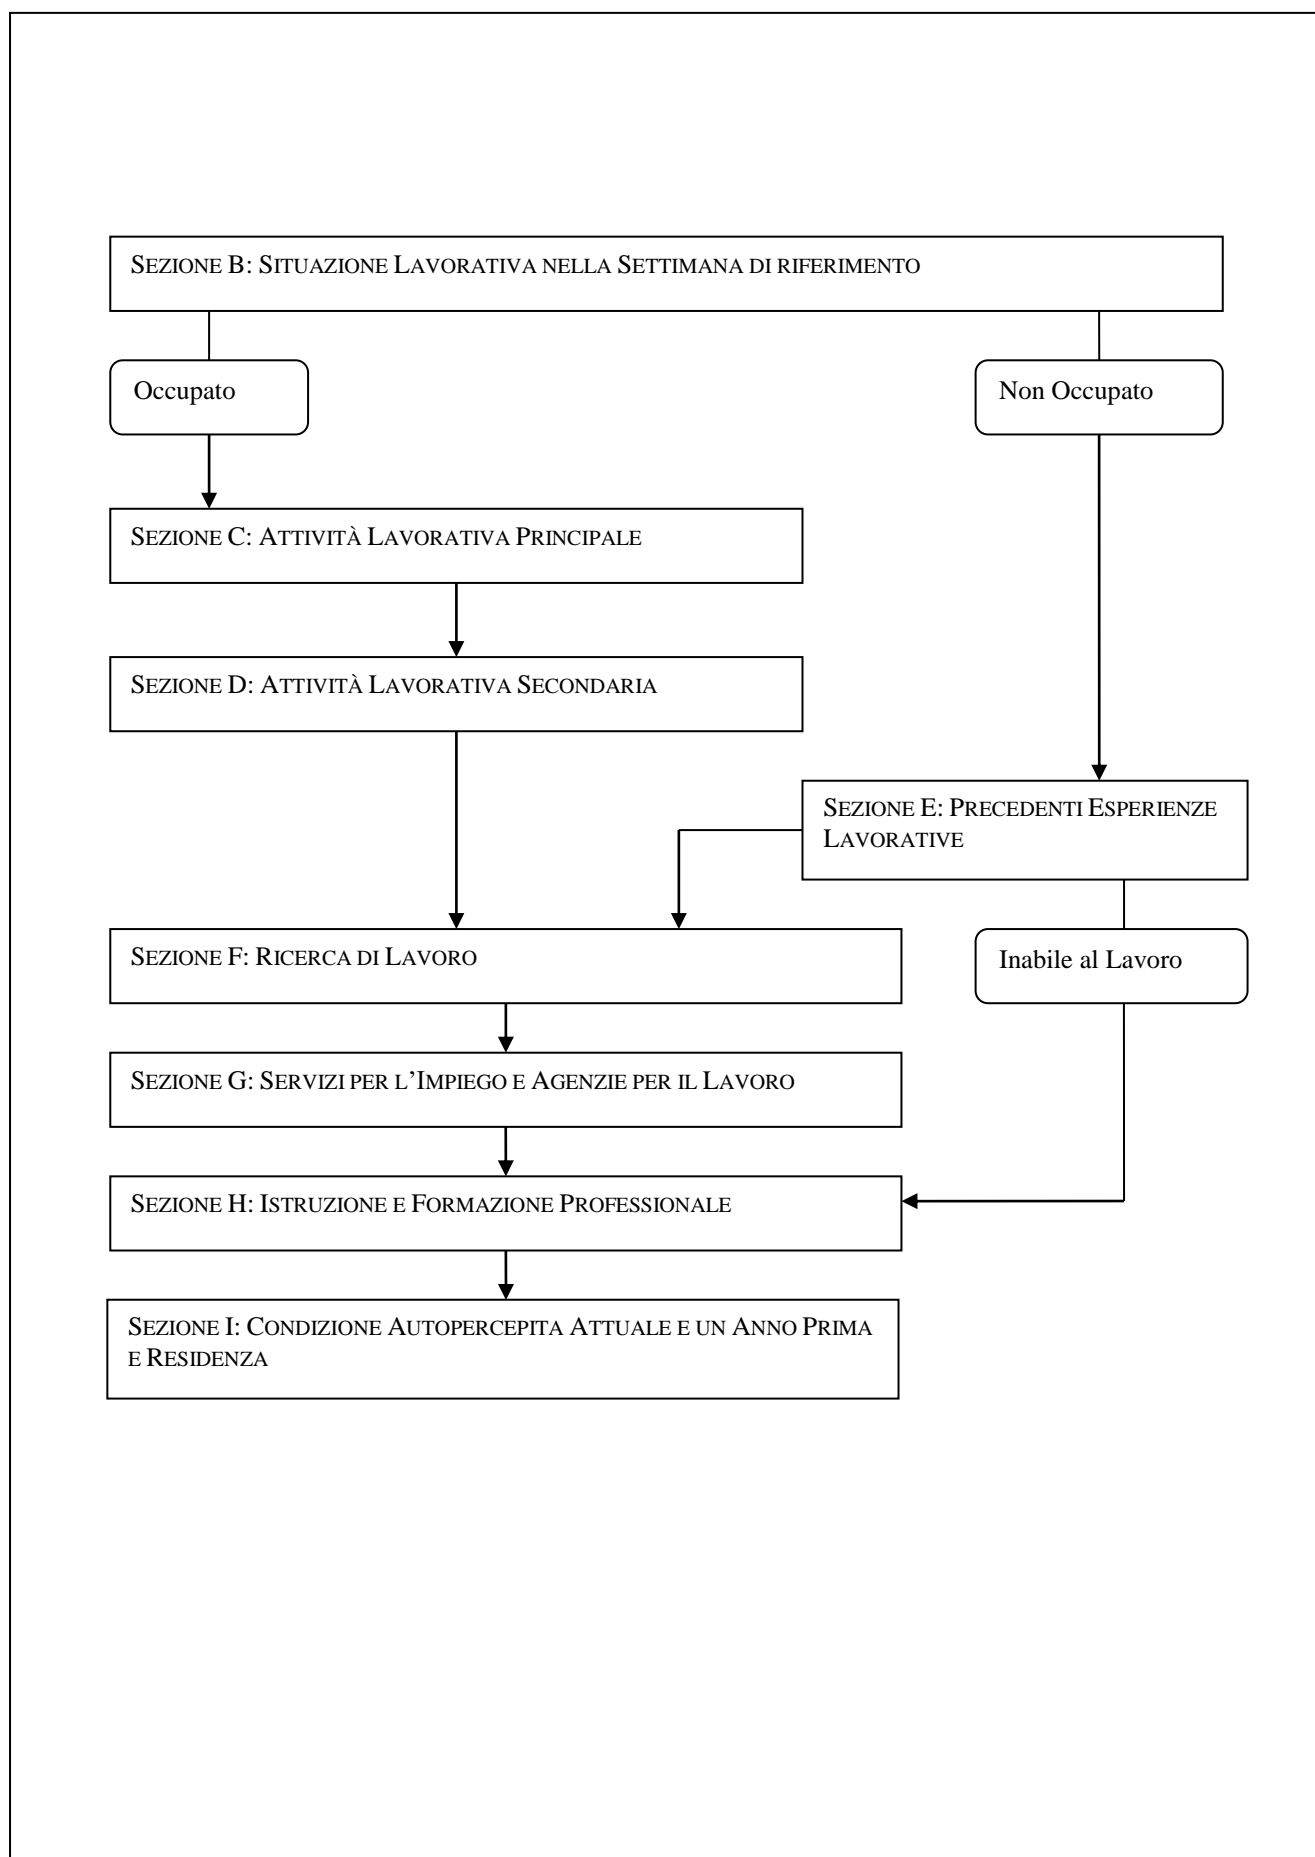 SEZIONE B: SITUAZIONE LAVORATIVA NELLA SETTIMANA DI RIFERIMENTO
Occupato
Non Occupato
SEZIONE C: ATTIVITÀ LAVORATIVA PRINCIPALE
SEZIONE D: ATTIVITÀ LAVORATIVA SECONDARIA
SEZIONE E: PRECEDENTI ESPERIENZE
LAVORATIVE
SEZIONE F: RICERCA DI LAVORO
Inabile al Lavoro
SEZIONE G: SERVIZI PER L’IMPIEGO E AGENZIE PER IL LAVORO
SEZIONE H: ISTRUZIONE E FORMAZIONE PROFESSIONALE
SEZIONE I: CONDIZIONE AUTOPERCEPITA ATTUALE E UN ANNO PRIMA
E RESIDENZA